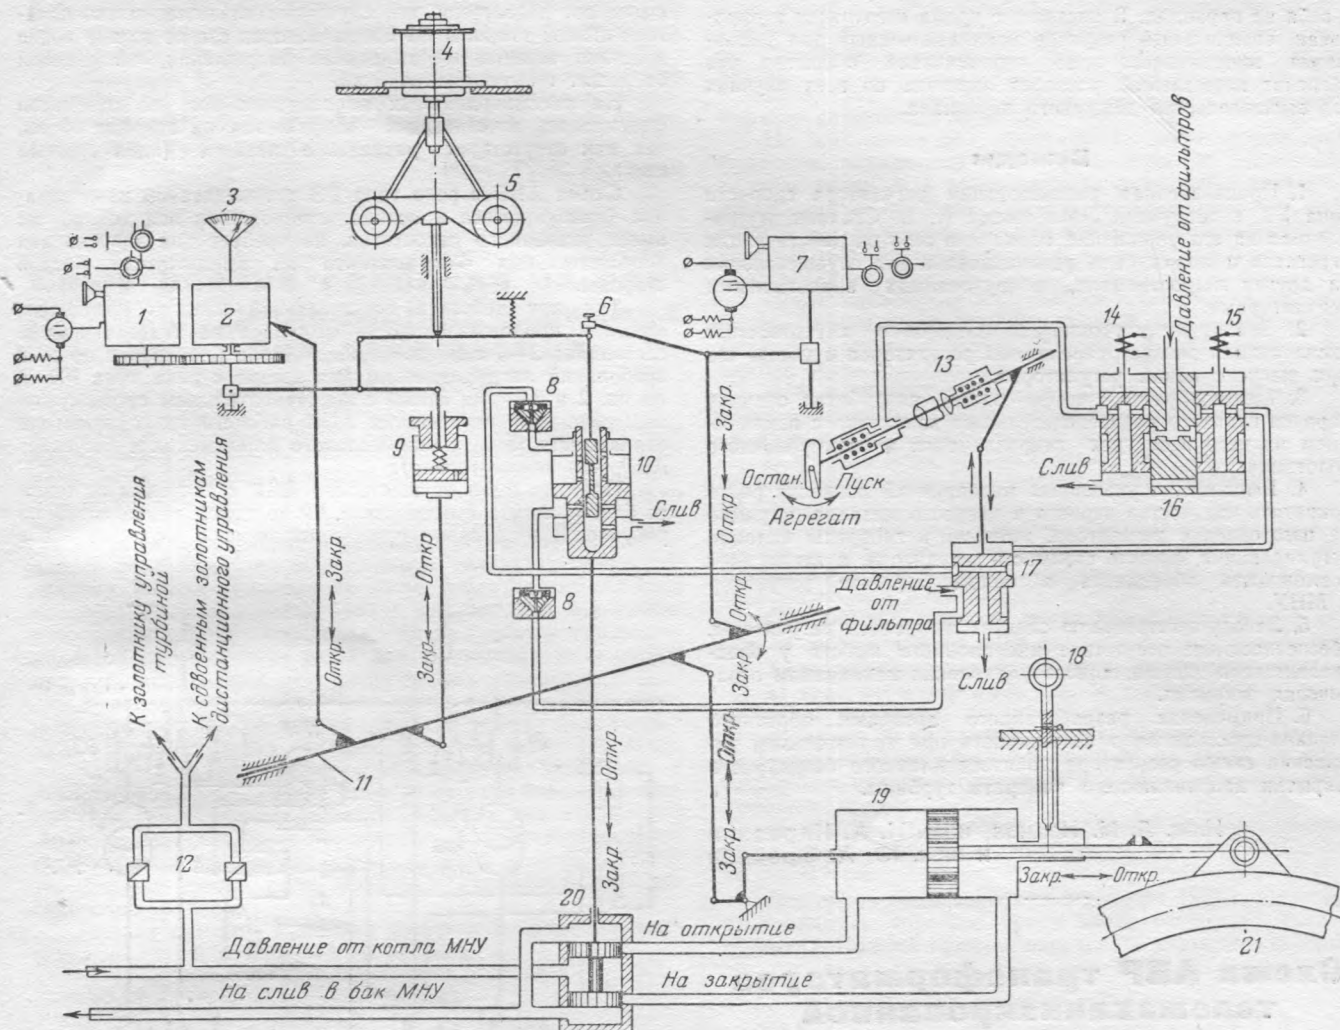 4
5
3
1
2
6
7
8
9
10
13
14
15
16
Давление от фильтров
Слив
Остан.
Пуск
Агрегат
Закр.
Откр
Слив
К золотнику управления
турбиной
К сдвоенным золотникам
дистанционного управления
Откр. Закр
Закр. Откр
8
Давление
от
фильтра
17
Слив
18
Откр.
Закр
11
Закр. Откр.
Закр. Откр.
12
19
Закр. Откр.
20
21
Давление от котла МНУ
На открытие
На слив в бак МНУ
На закрытие